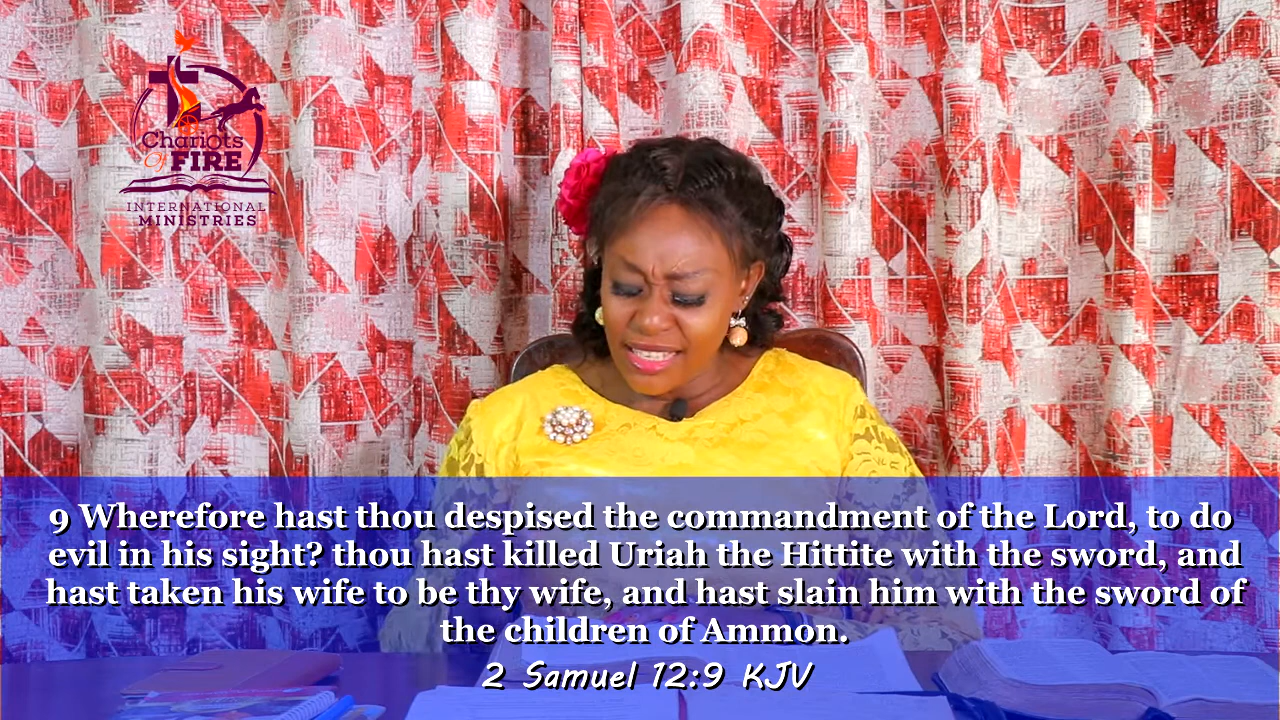 Chariots
Of FIRE
INTERNATIONAL
MINISTRIES
9 Wherefore hast thou despised the commandment of the Lord, to do
evil in his sight? thou hast killed Uriah the Hittite with the sword, and
hast taken his wife to be thy wife, and hast slain him with the sword of
the children of Ammon.
2 Samuel 12:9 KJV